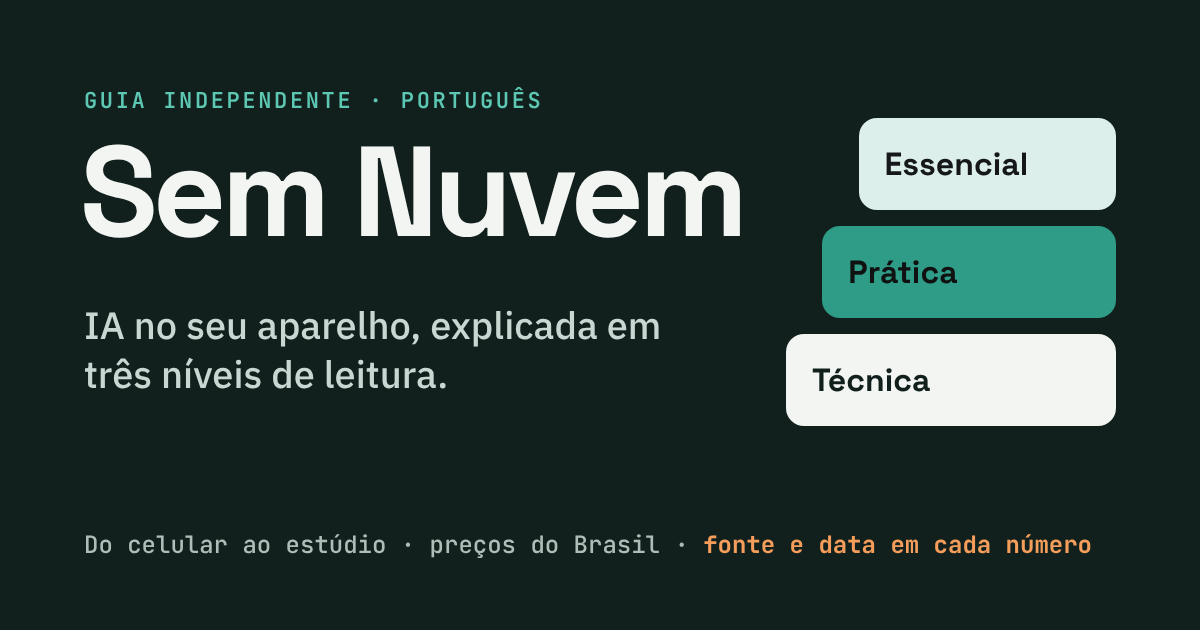 GUIA INDEPENDENTE · PORTUGUÊS
Sem Nuvem
IA no seu aparelho, explicada em
três níveis de leitura.
Essencial
Prática
Técnica
Do celular ao estúdio · preços do Brasil · fonte e data em cada número